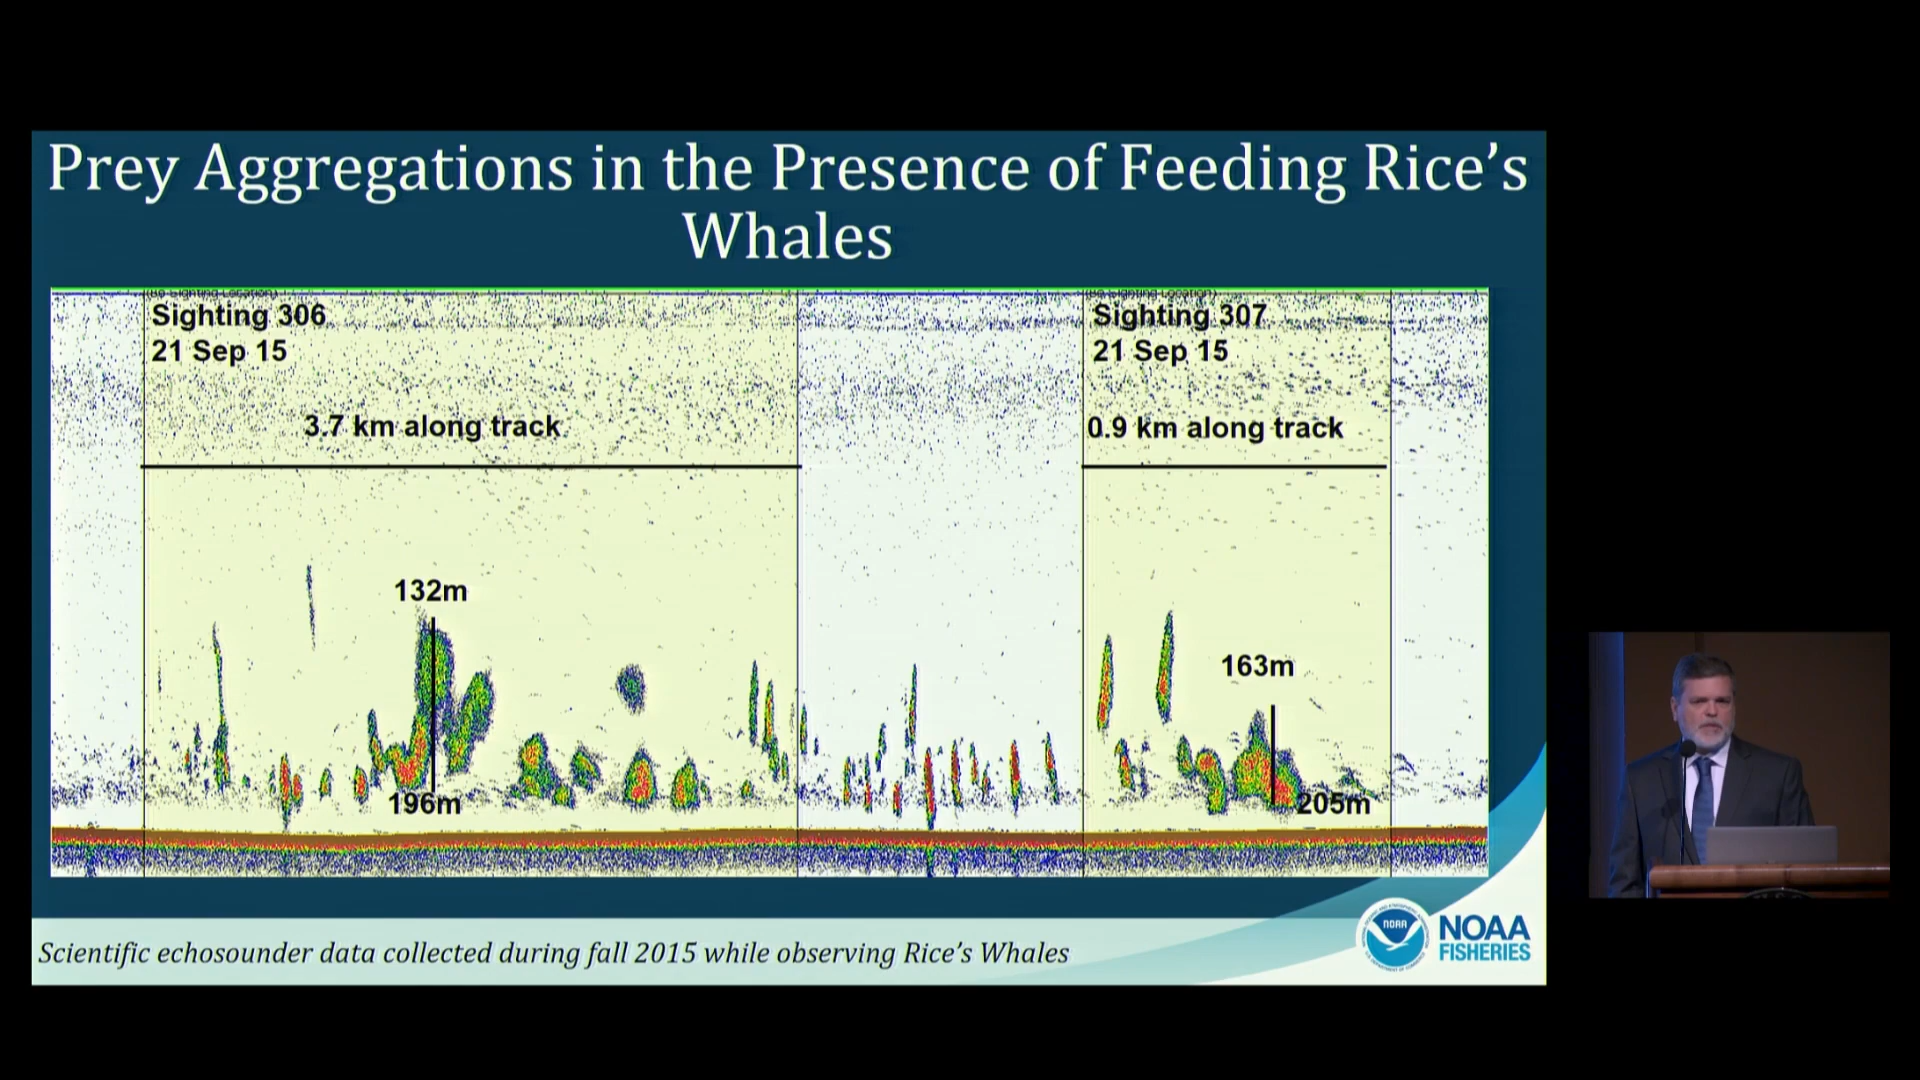 Prey Aggregations in the Presence of Feeding Rice’s
Whales
Sighting 306
21 Sep 15
3.7 km along track
132m
196m
Sighting 307
21 Sep 15
0.9 km along track
163m
205m
Scientific echosounder data collected during fall 2015 while observing Rice’s Whales
NOAA
NOAA
FISHERIES